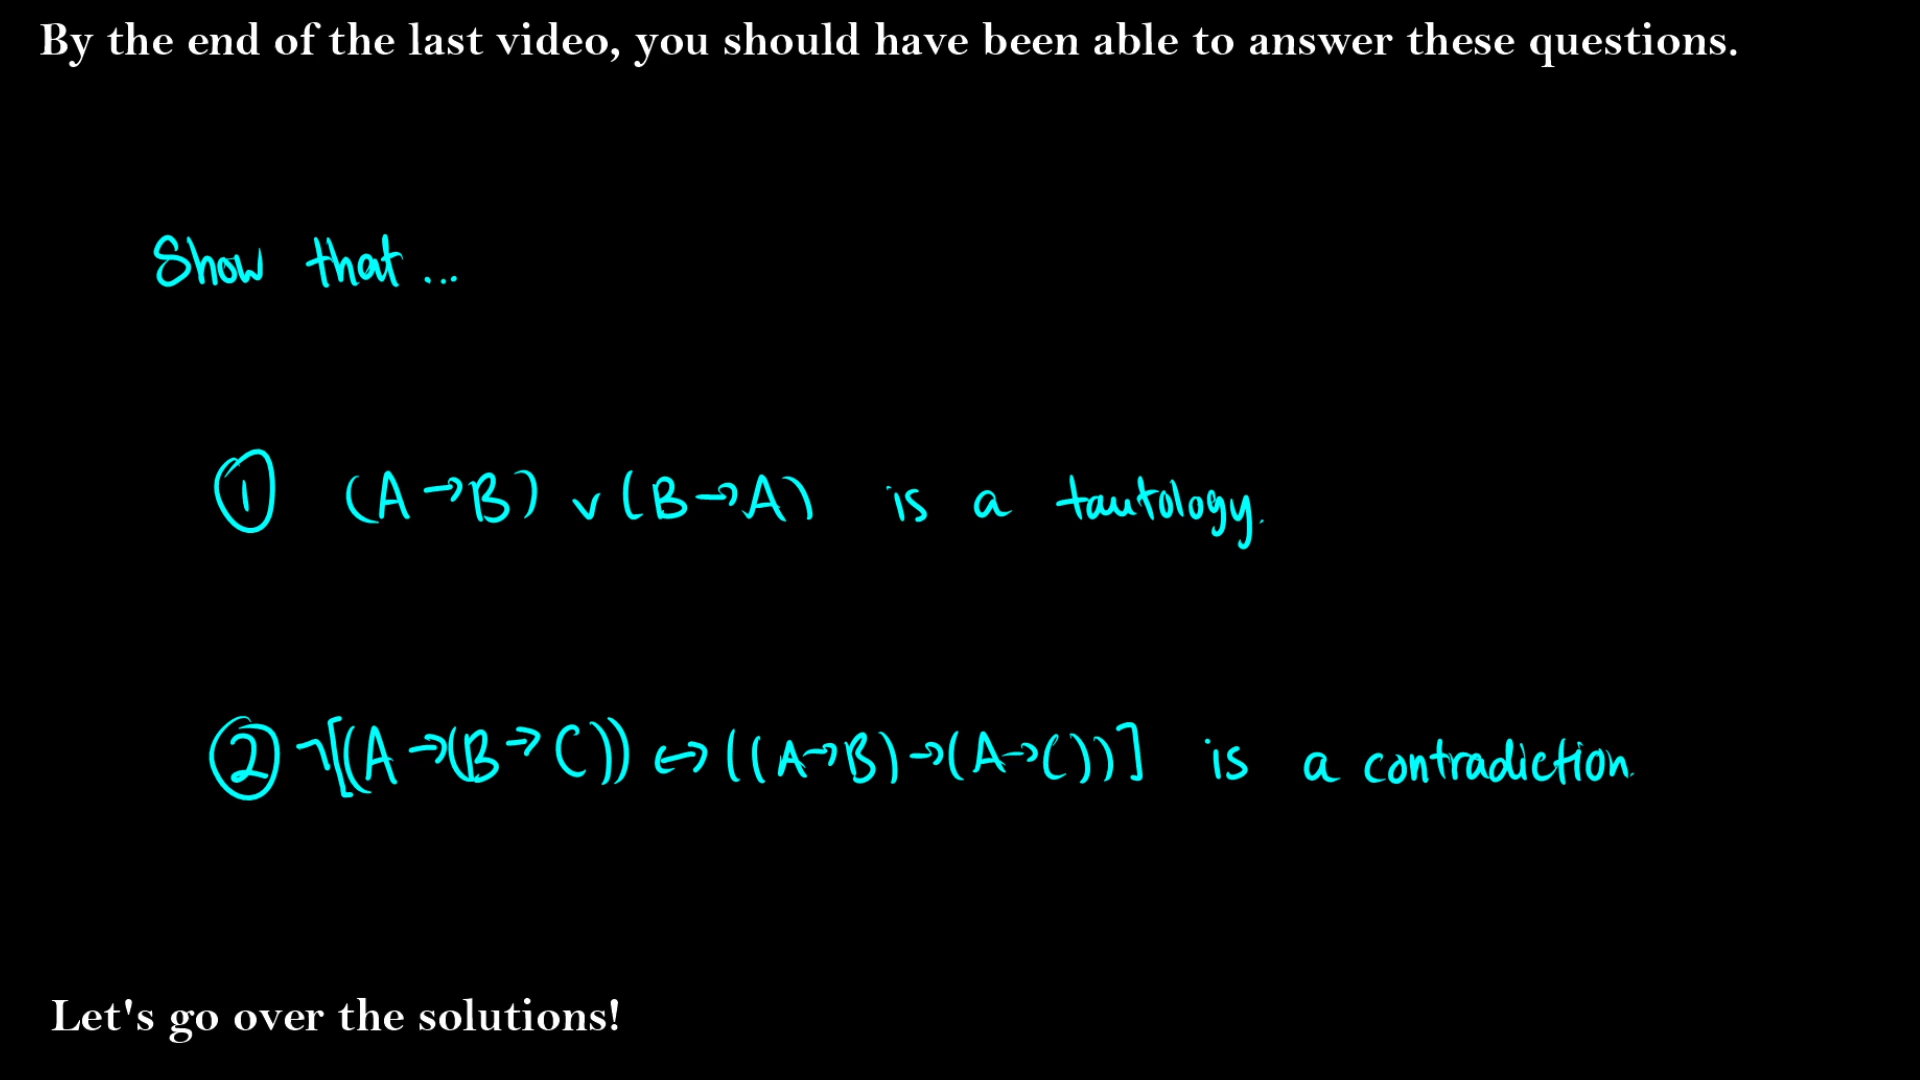 By the end of the last video, you should have been able to answer these questions.
Show that...
① (A→B) ∨ (B→A) is a tautology.
② ¬[(A→(B→C)) ↔ ((A→B)→(A→C))] is a contradiction.
Let's go over the solutions!